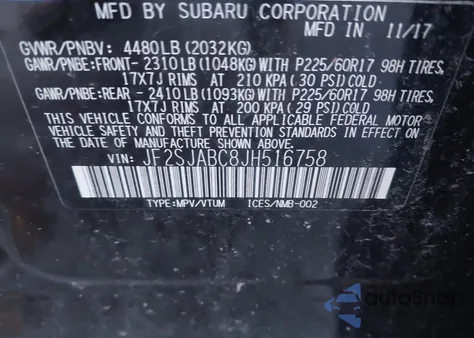 MFD BY SUBARU CORPORATION
MFD IN 11/17
GVWR/PNBV: 4480LB (2032KG)
GAWR/PNBE:FRONT- 2310LB (1048KG)WITH P225/60R17 98H TIRES,
17X7J RIMS AT 210 KPA (30 PSI)COLD.
GAWR/PNBE:REAR - 2410LB (1093KG)WITH P225/60R17 98H TIRES,
17X7J RIMS AT 200 KPA (29 PSI)COLD.
THIS VEHICLE CONFORMS TO ALL APPLICABLE FEDERAL MOTOR
VEHICLE SAFETY AND THEFT PREVENTION STANDARDS IN EFFECT
ON THE DATE OF MANUFACTURE SHOWN ABOVE.
VIN: JF2SJABC8JH516758
TYPE:MPV/VTUM ICES/NMB-002
AutoSnap